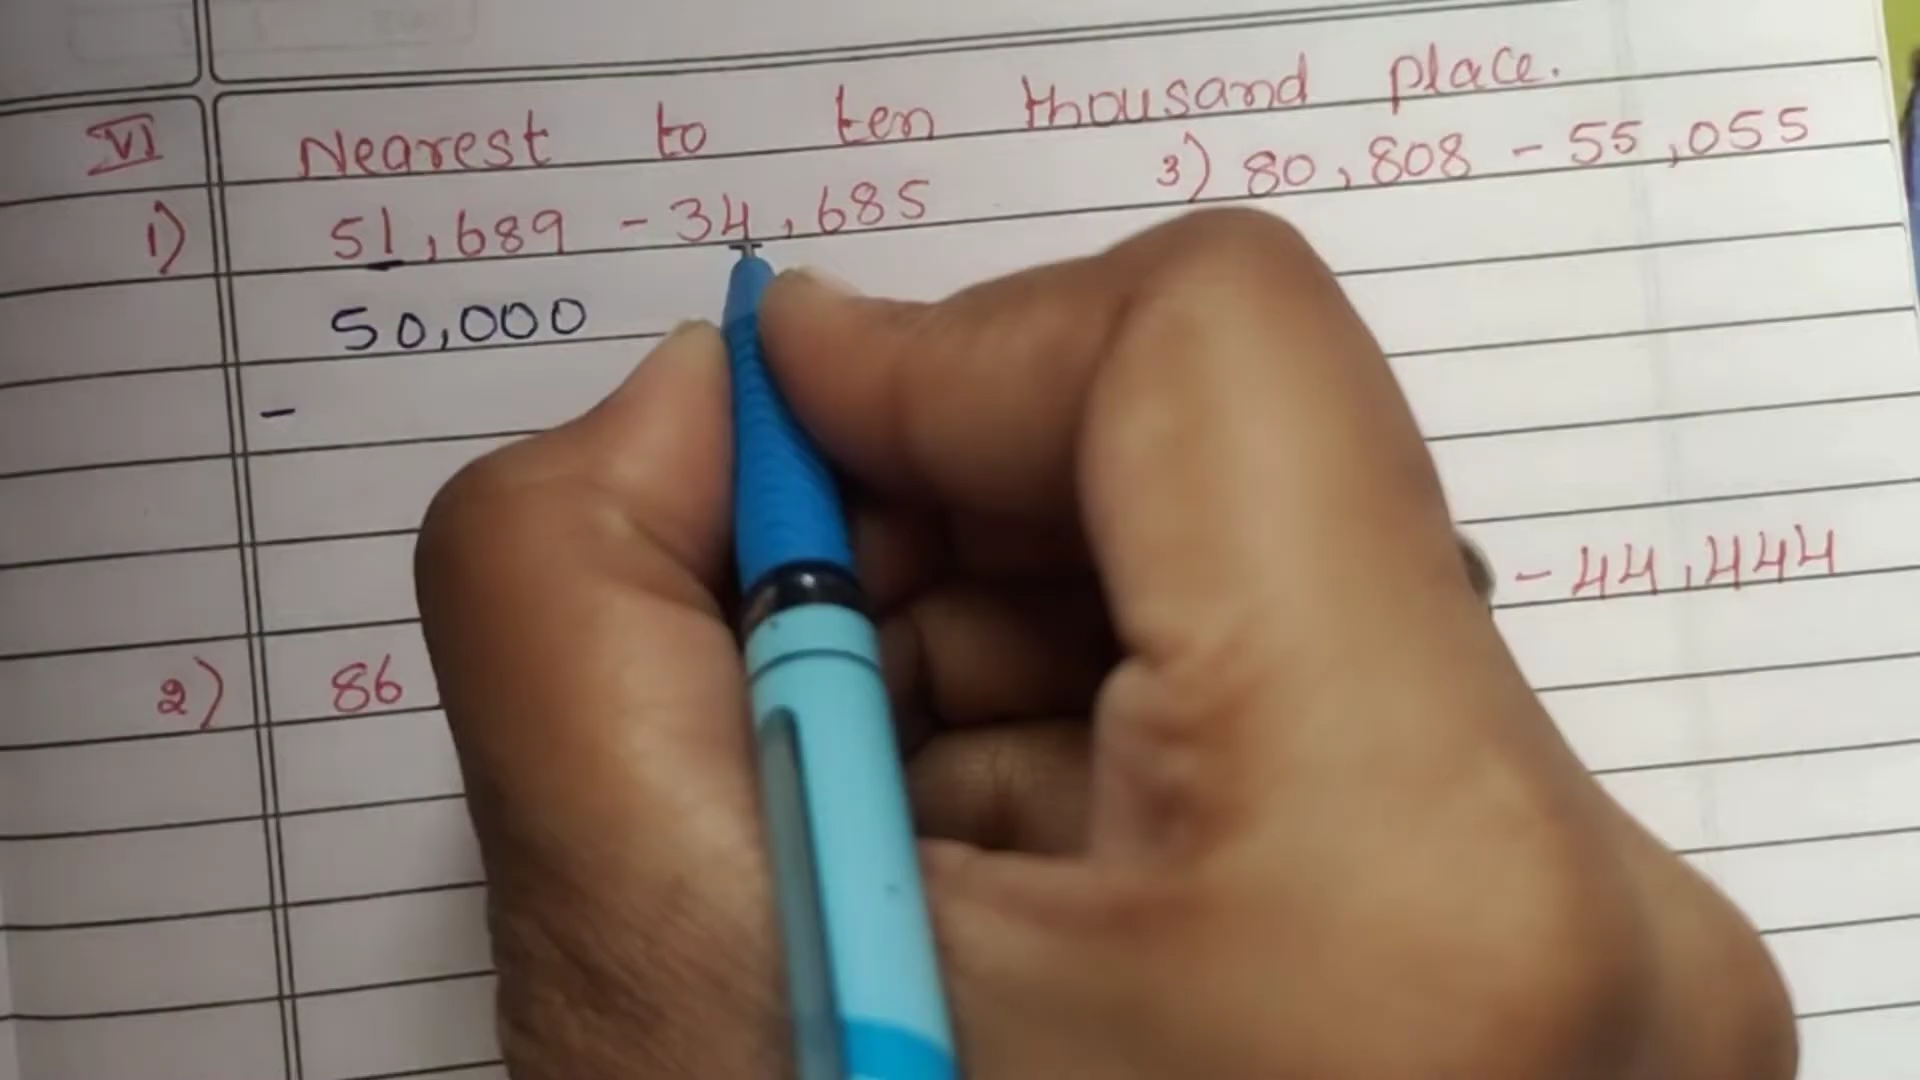 VI Nearest to ten thousand place.
1) 51,689 - 34,685
3) 80,808 - 55,055
50,000
-
- 44,444
2) 86